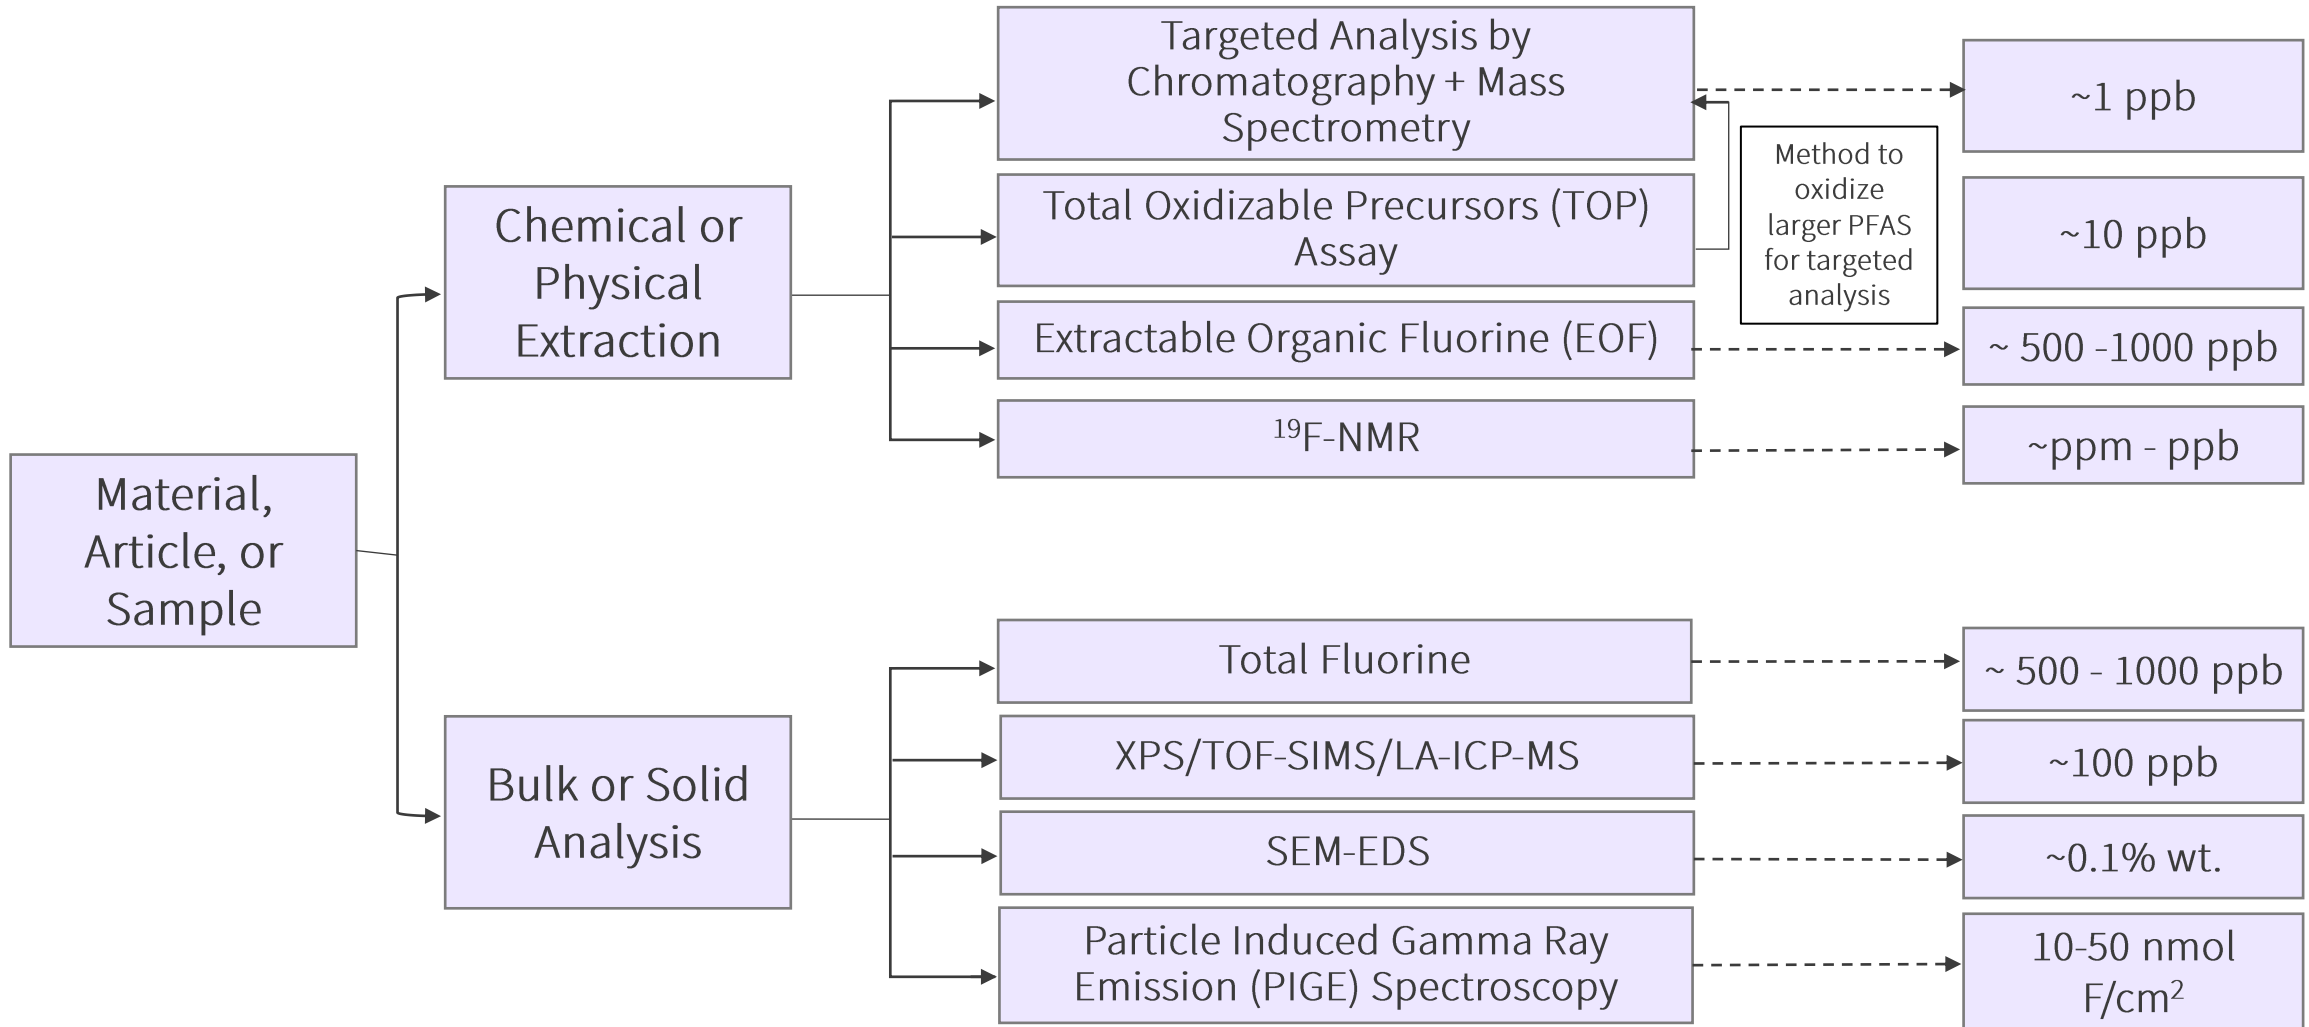 Targeted Analysis by
Chromatography + Mass
Spectrometry
~1 ppb
Method to
oxidize
larger PFAS
for targeted
analysis
Total Oxidizable Precursors (TOP)
Assay
~10 ppb
Chemical or
Physical
Extraction
Extractable Organic Fluorine (EOF)
~ 500 -1000 ppb
¹⁹F-NMR
~ppm - ppb
Material,
Article, or
Sample
Total Fluorine
~ 500 - 1000 ppb
Bulk or Solid
Analysis
XPS/TOF-SIMS/LA-ICP-MS
~100 ppb
SEM-EDS
~0.1% wt.
Particle Induced Gamma Ray
Emission (PIGE) Spectroscopy
10-50 nmol
F/cm²